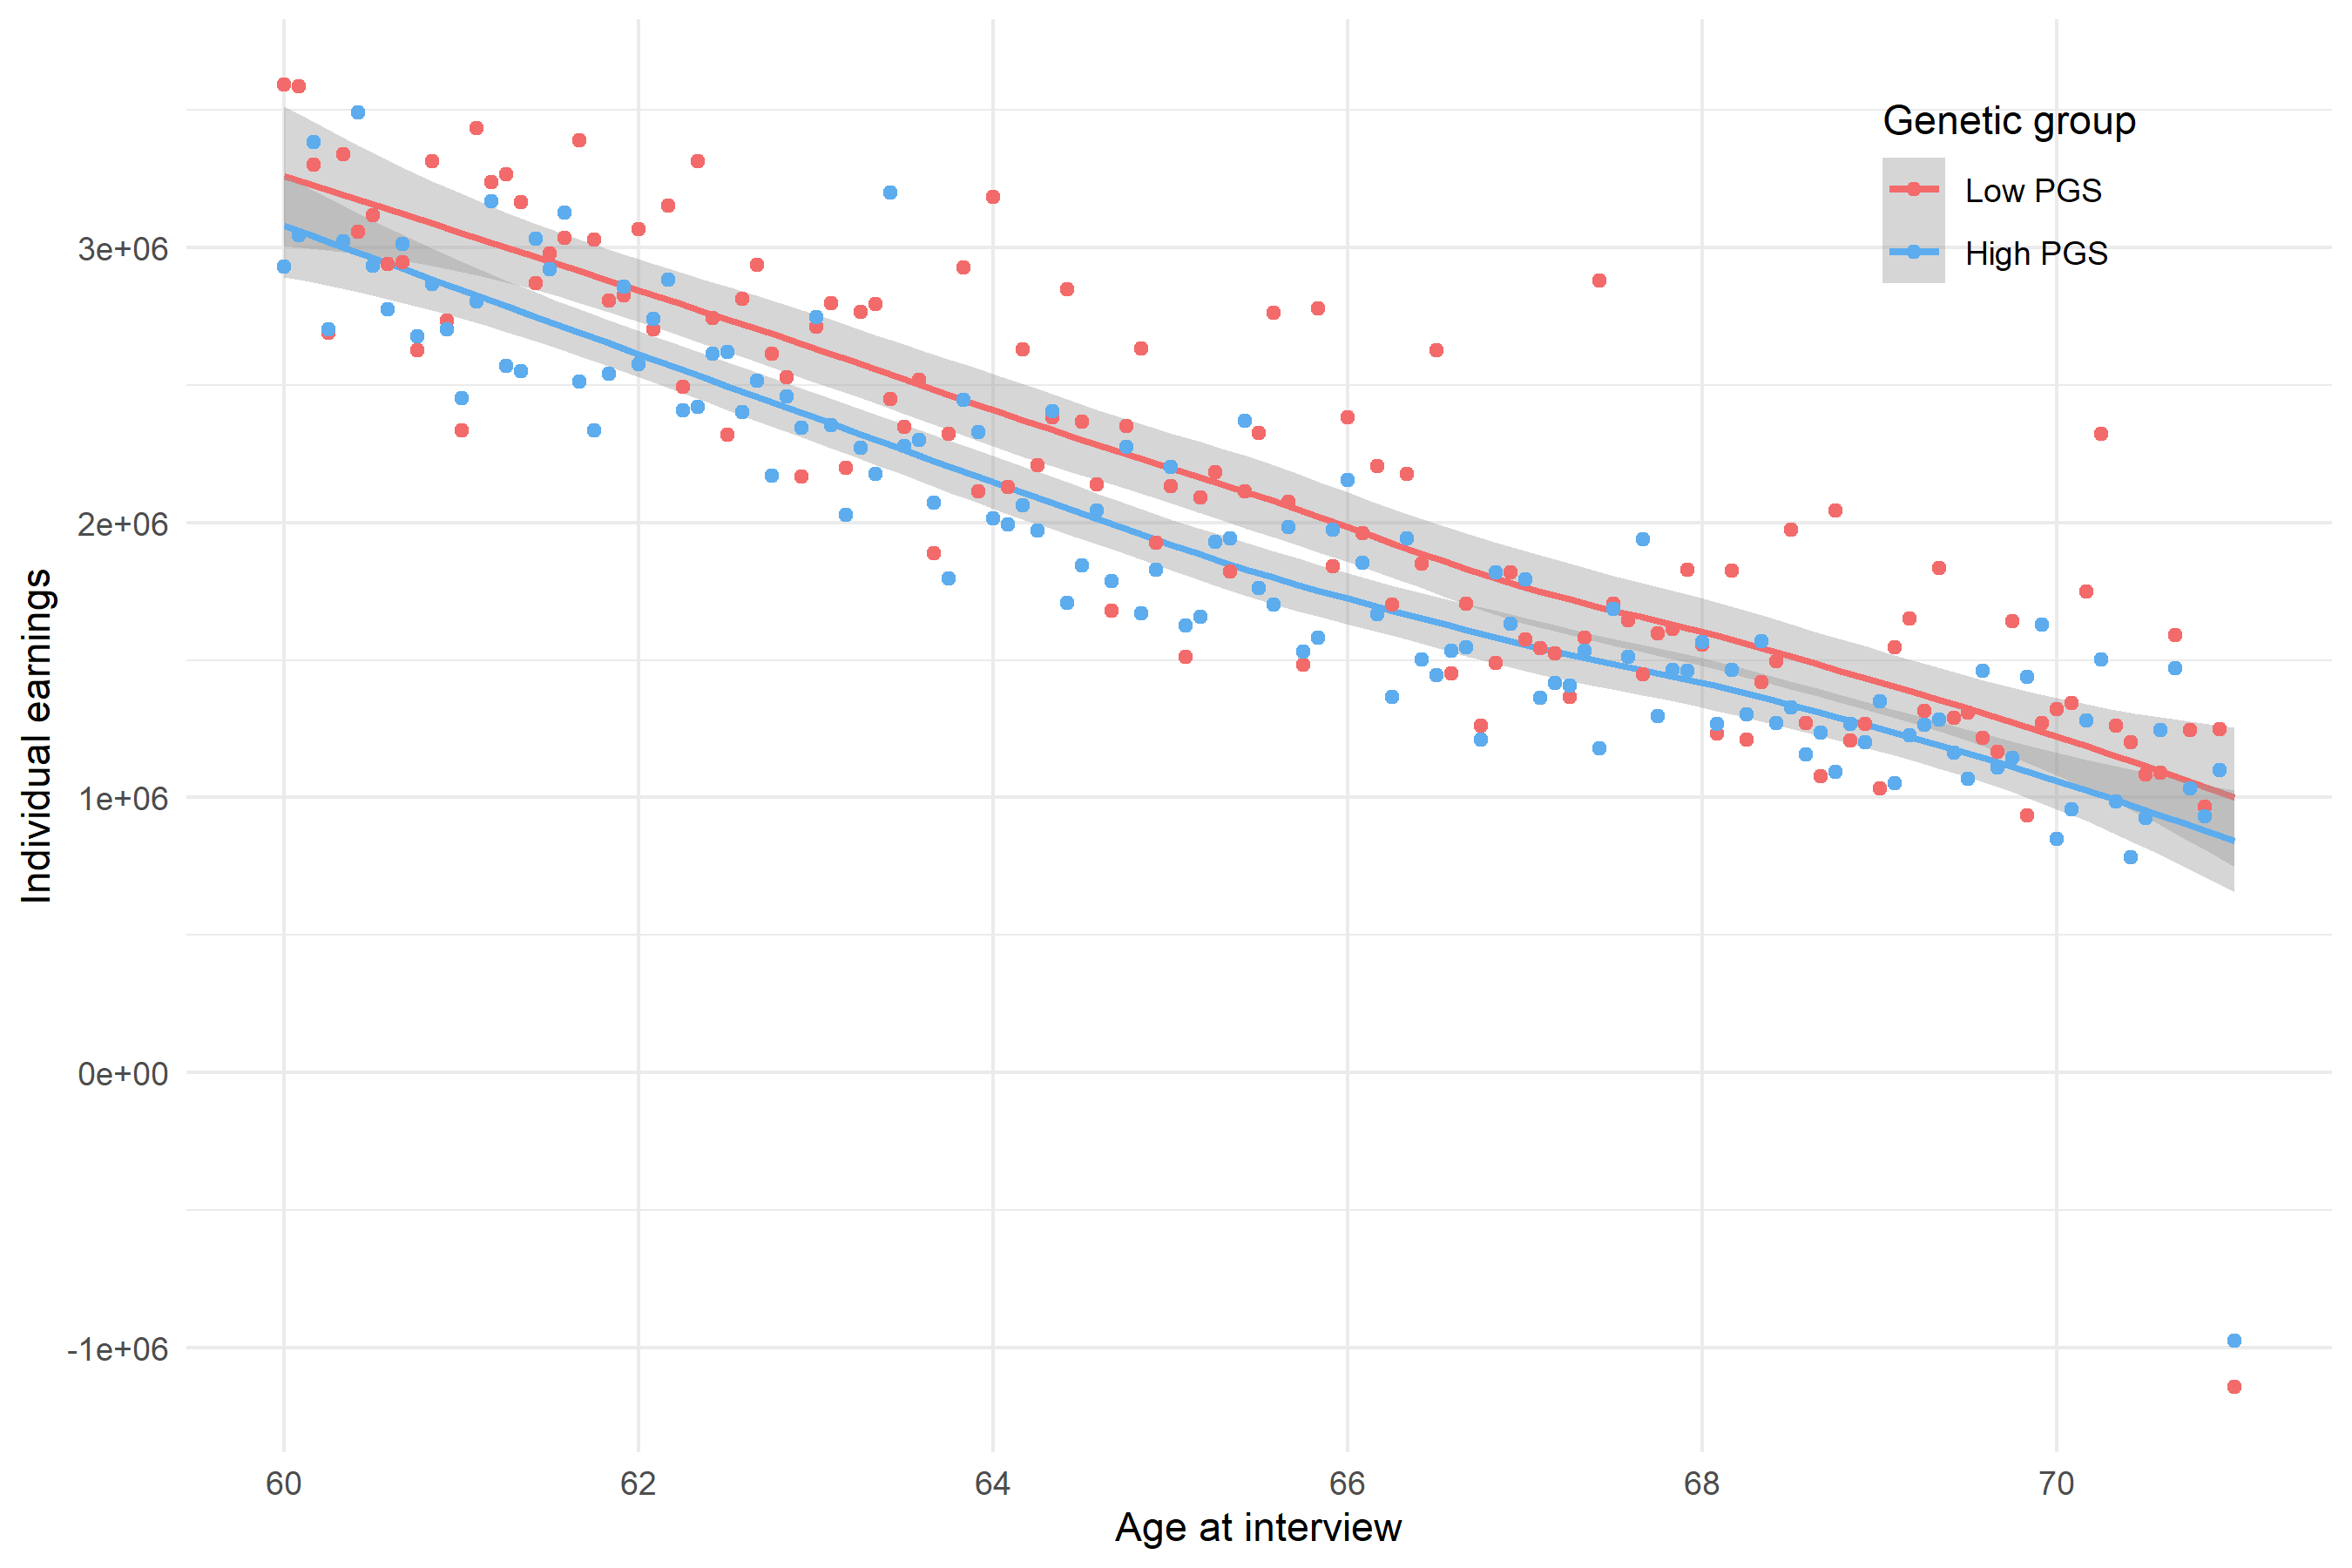 Genetic group
Low PGS
High PGS
Individual earnings
3e+06
2e+06
1e+06
0e+00
-1e+06
60 62 64 66 68 70
Age at interview